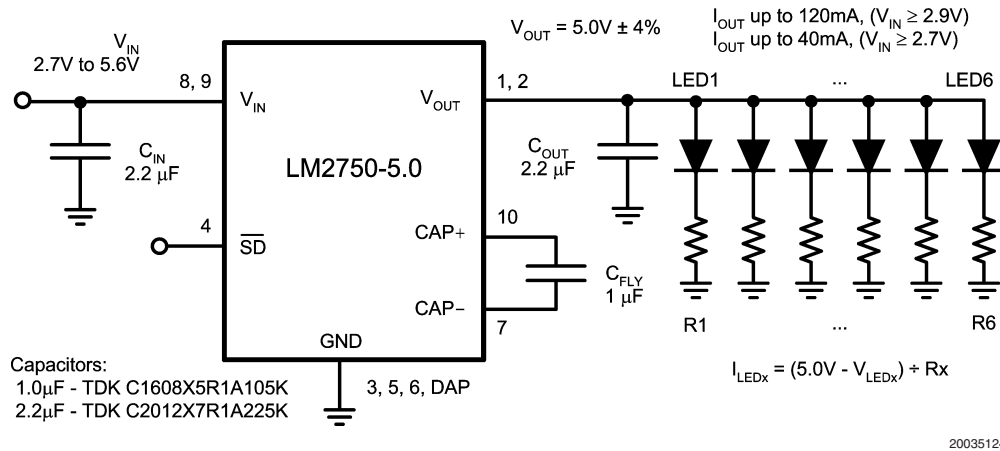 V_IN
2.7V to 5.6V
V_OUT = 5.0V ± 4%
I_OUT up to 120mA, (V_IN ≥ 2.9V)
I_OUT up to 40mA, (V_IN ≥ 2.7V)
8, 9
V_IN
V_OUT
1, 2
LED1
...
LED6
C_IN
2.2 µF
LM2750-5.0
C_OUT
2.2 µF
4
SD
CAP+
10
C_FLY
1 µF
CAP−
7
GND
R1
...
R6
Capacitors:
1.0µF - TDK C1608X5R1A105K
2.2µF - TDK C2012X7R1A225K
3, 5, 6, DAP
I_LEDx = (5.0V - V_LEDx) ÷ Rx